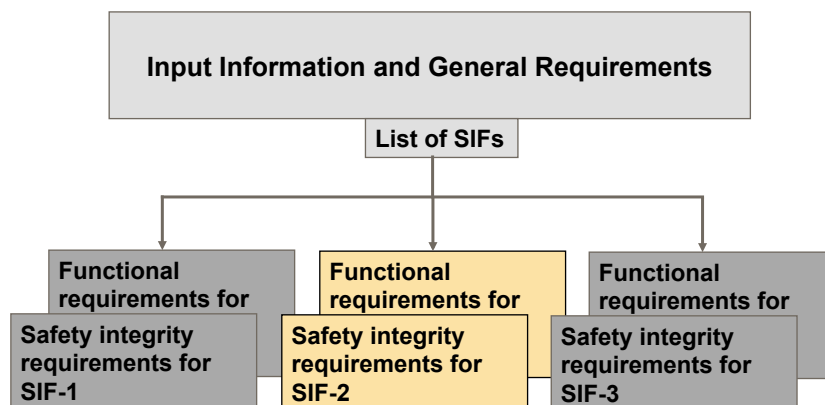 Input Information and General Requirements
List of SIFs
Functional
requirements for
Safety integrity
requirements for
SIF-1
Functional
requirements for
Safety integrity
requirements for
SIF-2
Functional
requirements for
Safety integrity
requirements for
SIF-3